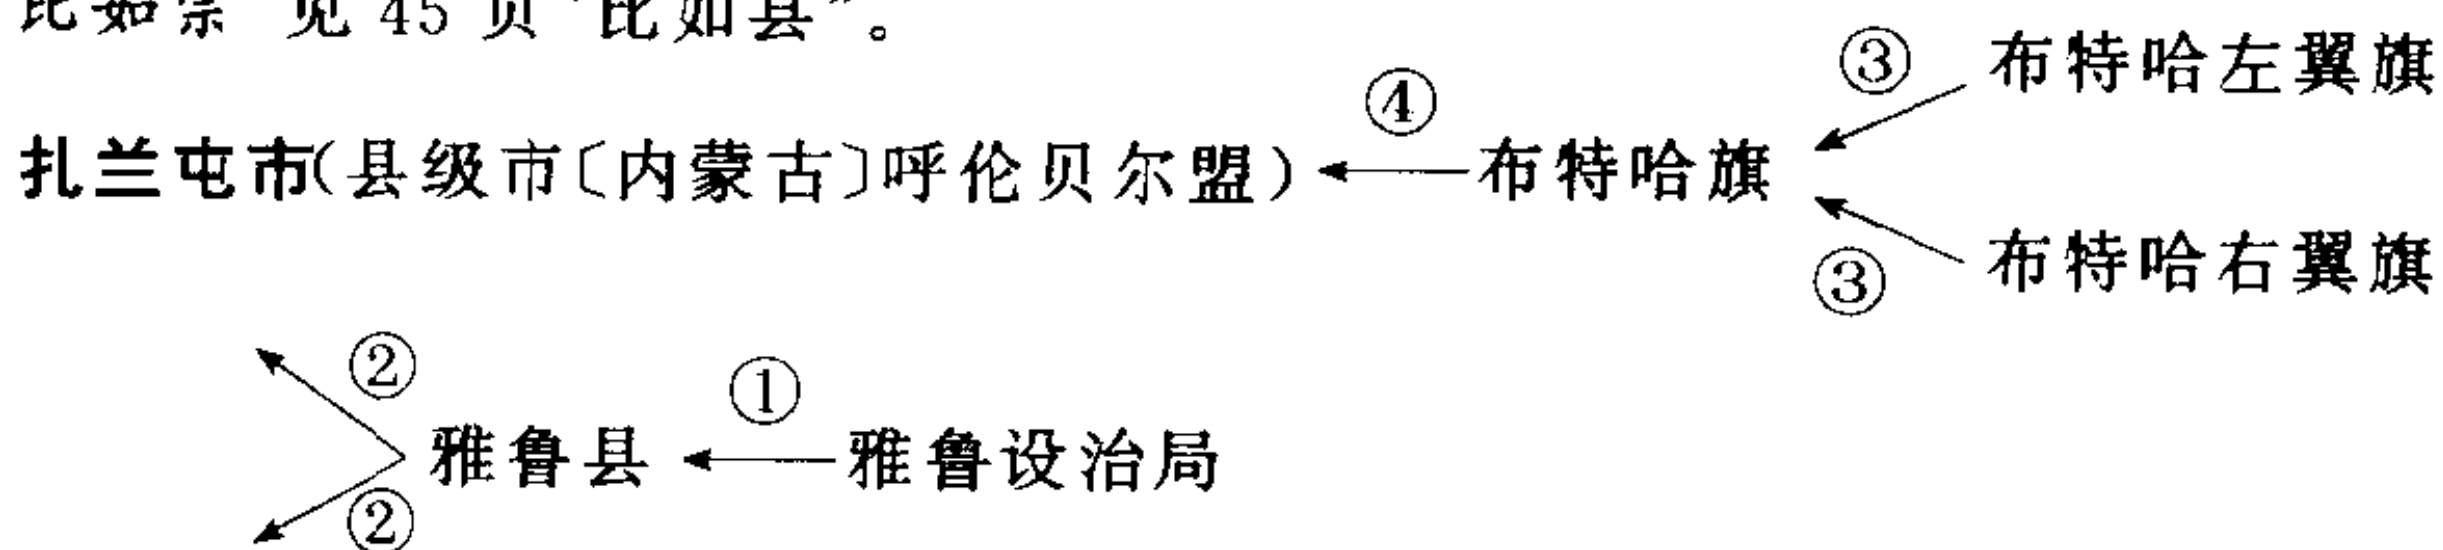 比如宗 见 45 页“比如县”。
③ 布特哈左翼旗
扎兰屯市(县级市〔内蒙古〕呼伦贝尔盟) ④ 布特哈旗
③ 布特哈右翼旗
② 雅鲁县 ① 雅鲁设治局
②